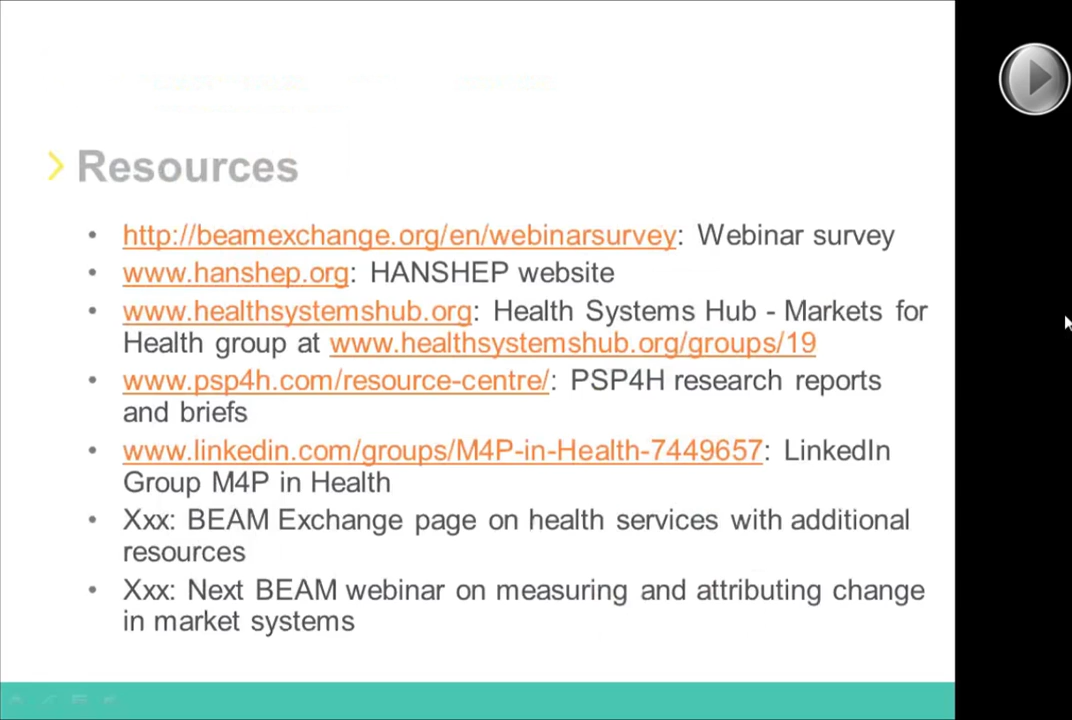 Resources
• http://beamexchange.org/en/webinarsurvey: Webinar survey
• www.hanshep.org: HANSHEP website
• www.healthsystemshub.org: Health Systems Hub - Markets for
Health group at www.healthsystemshub.org/groups/19
• www.psp4h.com/resource-centre/: PSP4H research reports
and briefs
• www.linkedin.com/groups/M4P-in-Health-7449657: LinkedIn
Group M4P in Health
• Xxx: BEAM Exchange page on health services with additional
resources
• Xxx: Next BEAM webinar on measuring and attributing change
in market systems